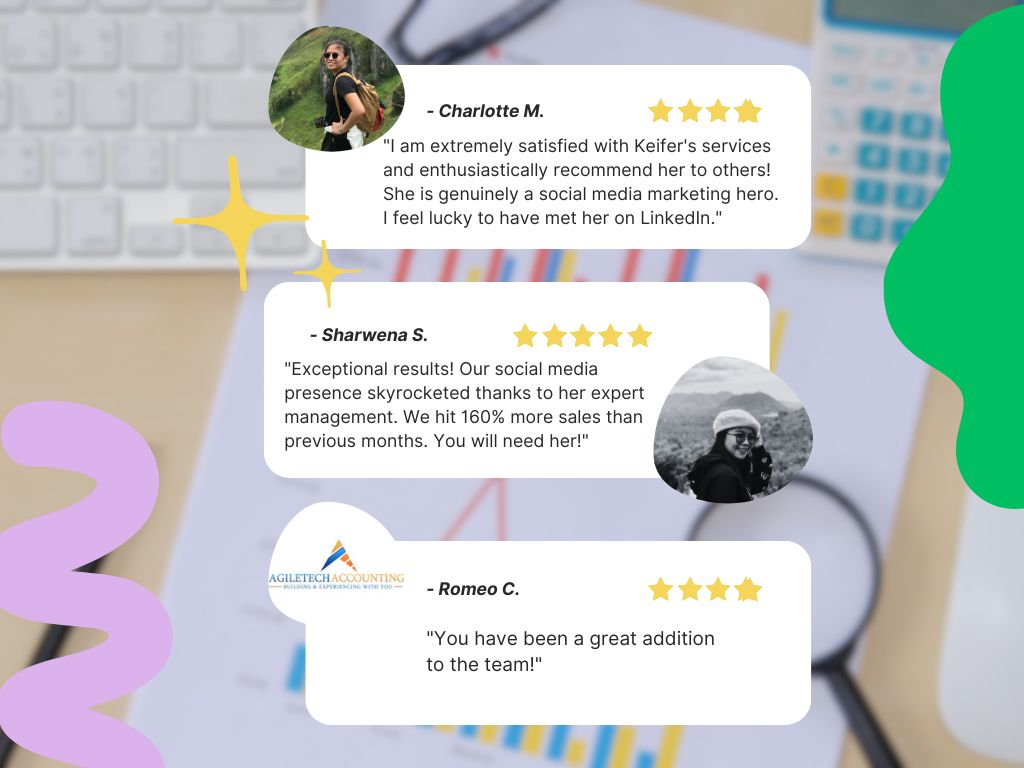 - Charlotte M.
"I am extremely satisfied with Keifer's services
and enthusiastically recommend her to others!
She is genuinely a social media marketing hero.
I feel lucky to have met her on LinkedIn."
- Sharwena S.
"Exceptional results! Our social media
presence skyrocketed thanks to her expert
management. We hit 160% more sales than
previous months. You will need her!"
AGILETECHACCOUNTING
BUILDING & EXPERIENCING WITH YOU
- Romeo C.
"You have been a great addition
to the team!"